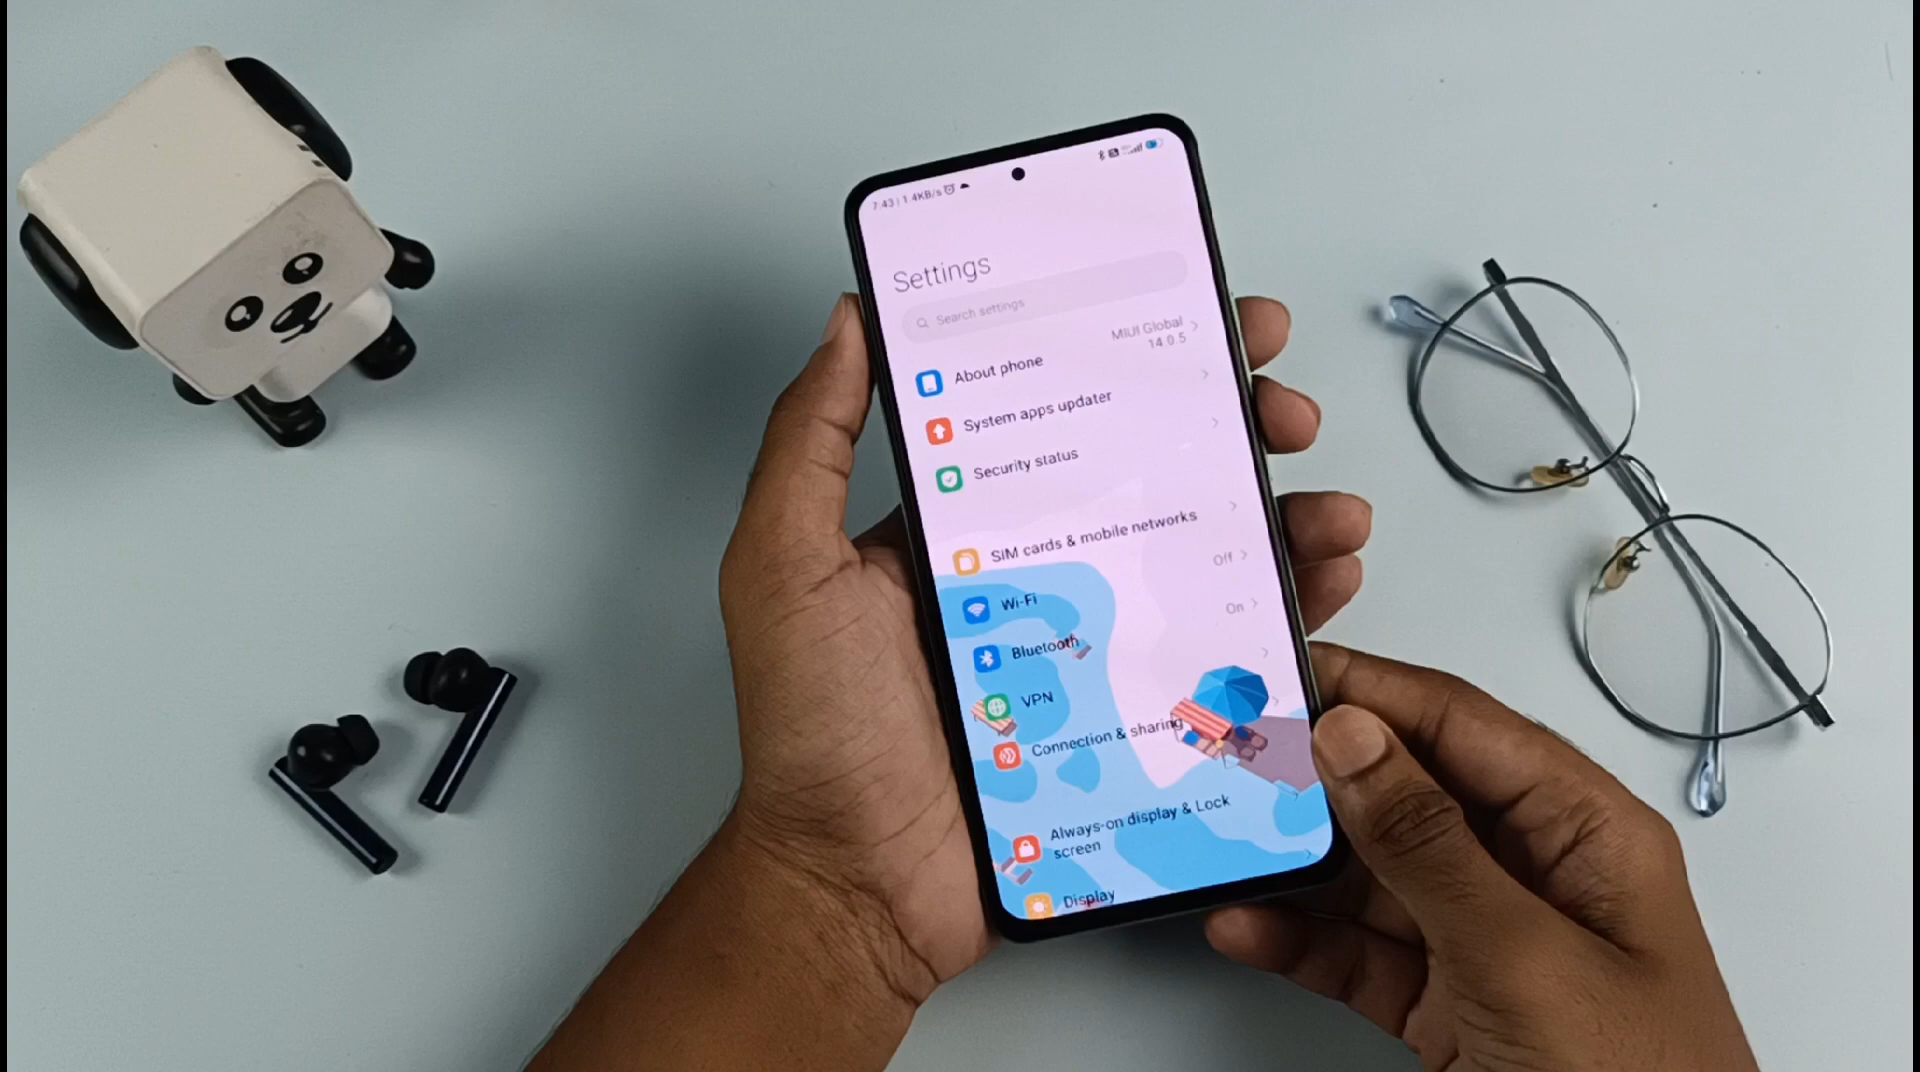 7:43 | 1.4KB/s
Settings
Search settings
About phone
MIUI Global
14.0.5
System apps updater
Security status
SIM cards & mobile networks
Wi-Fi
Off
Bluetooth
On
VPN
Connection & sharing
Always-on display & Lock
screen
Display